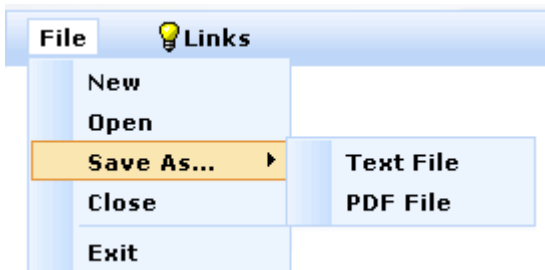 File Links
New
Open
Save As...
Text File
Close
PDF File
Exit